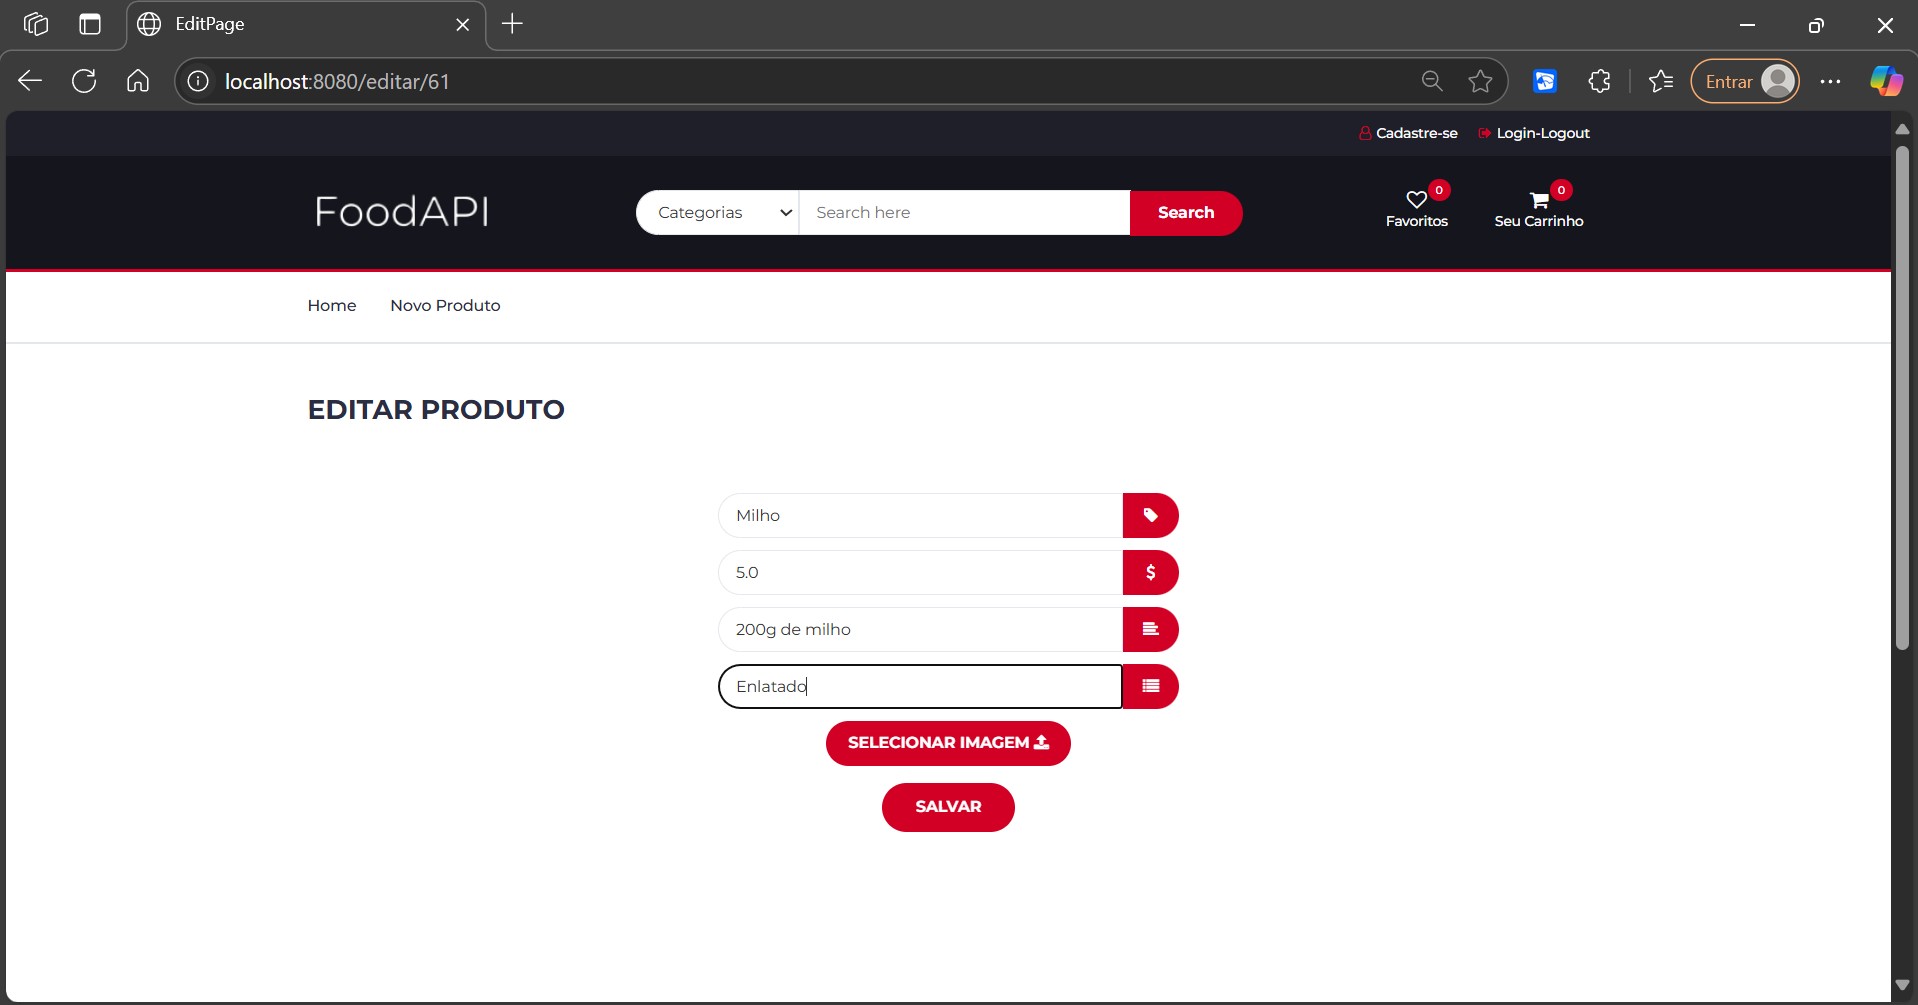 EditPage
localhost:8080/editar/61
Entrar
Cadastre-se Login-Logout
FoodAPI
Categorias Search here Search
0 0
Favoritos Seu Carrinho
Home Novo Produto
EDITAR PRODUTO
Milho
5.0 $
200g de milho
Enlatado
SELECIONAR IMAGEM
SALVAR